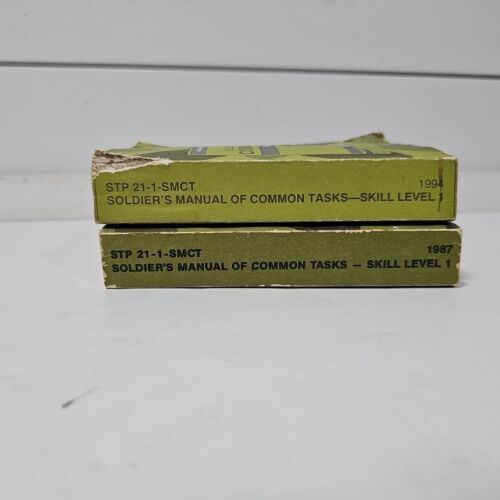 STP 21-1-SMCT 1994
SOLDIER'S MANUAL OF COMMON TASKS—SKILL LEVEL 1
STP 21-1-SMCT 1987
SOLDIER'S MANUAL OF COMMON TASKS — SKILL LEVEL 1